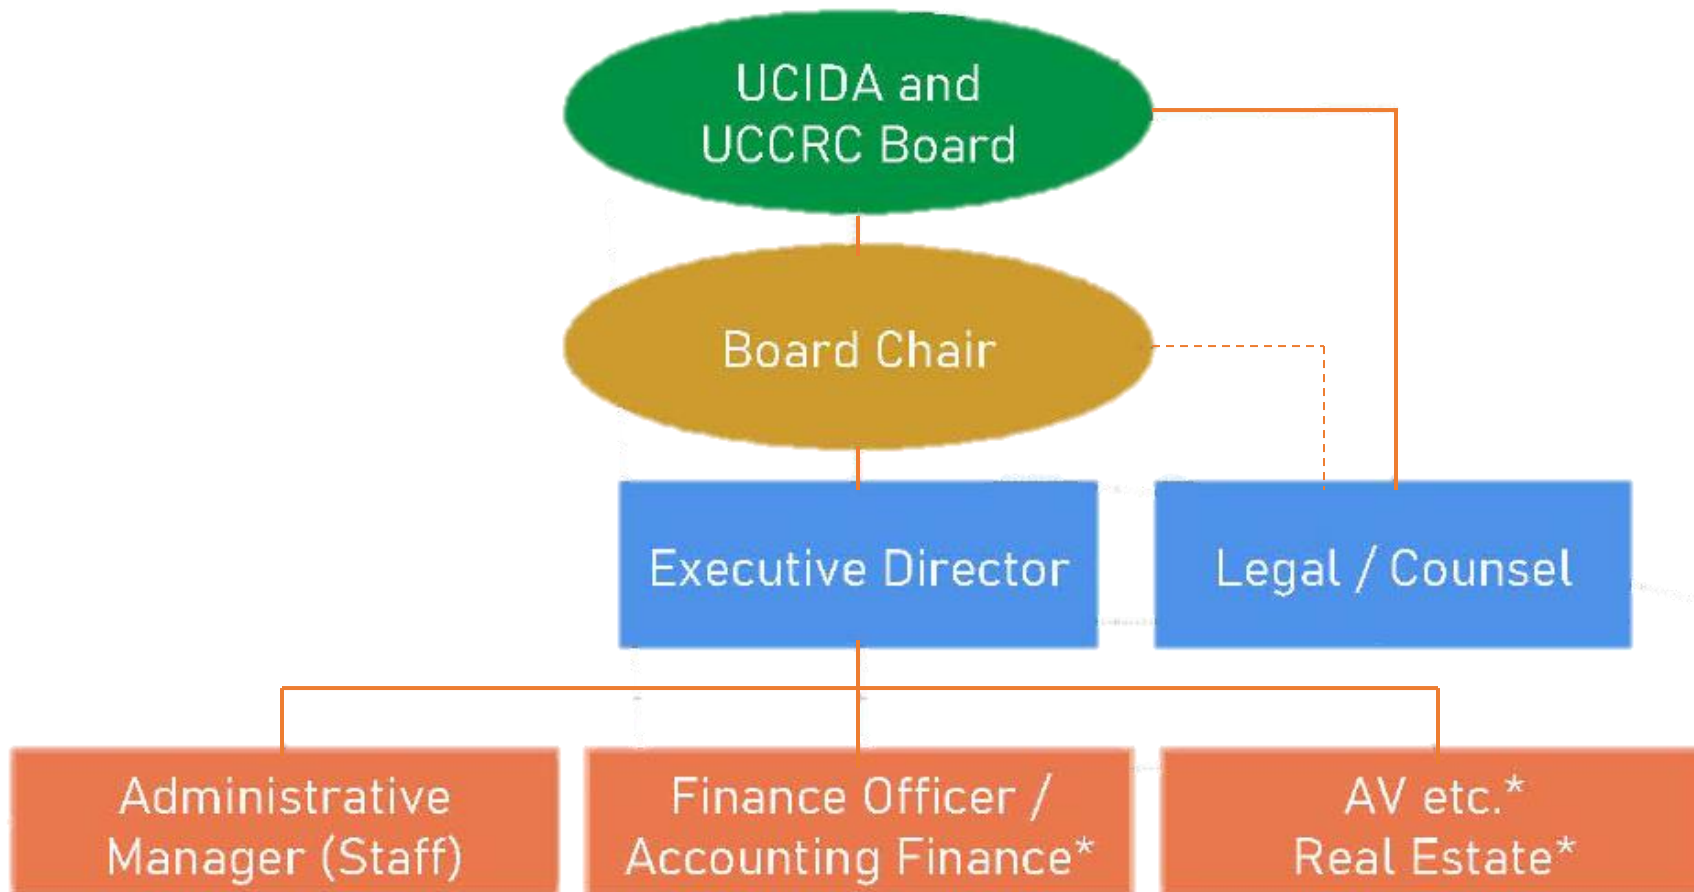 UCIDA and
UCCRC Board
Board Chair
Executive Director
Legal / Counsel
Administrative
Manager (Staff)
Finance Officer /
Accounting Finance*
AV etc.*
Real Estate*